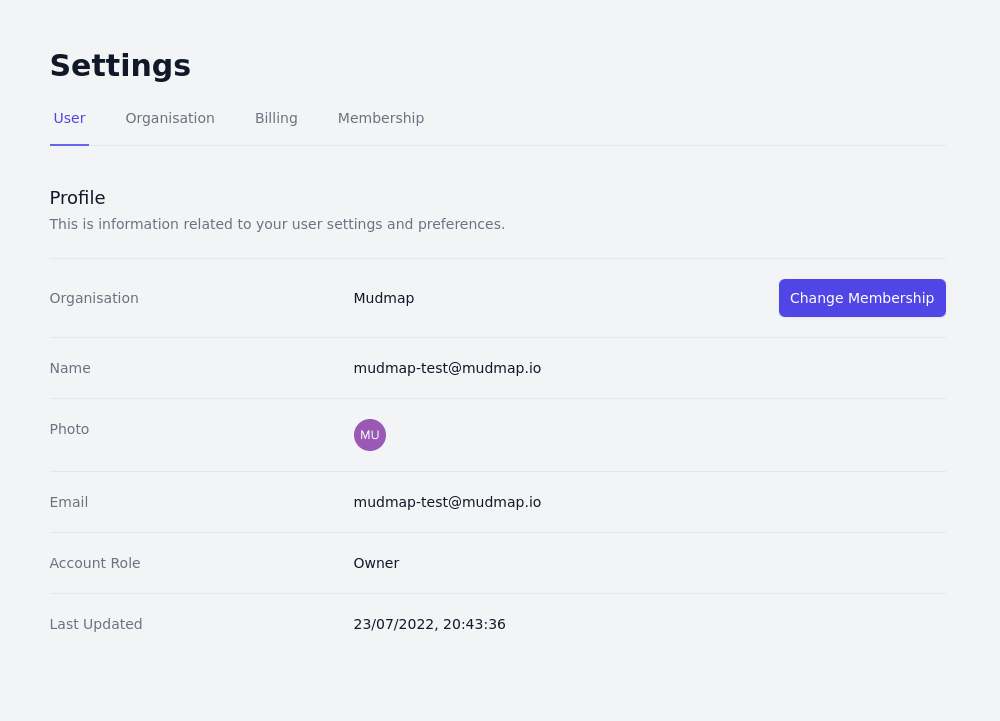 Settings
User Organisation Billing Membership
Profile
This is information related to your user settings and preferences.
Organisation Mudmap Change Membership
Name mudmap-test@mudmap.io
Photo MU
Email mudmap-test@mudmap.io
Account Role Owner
Last Updated 23/07/2022, 20:43:36